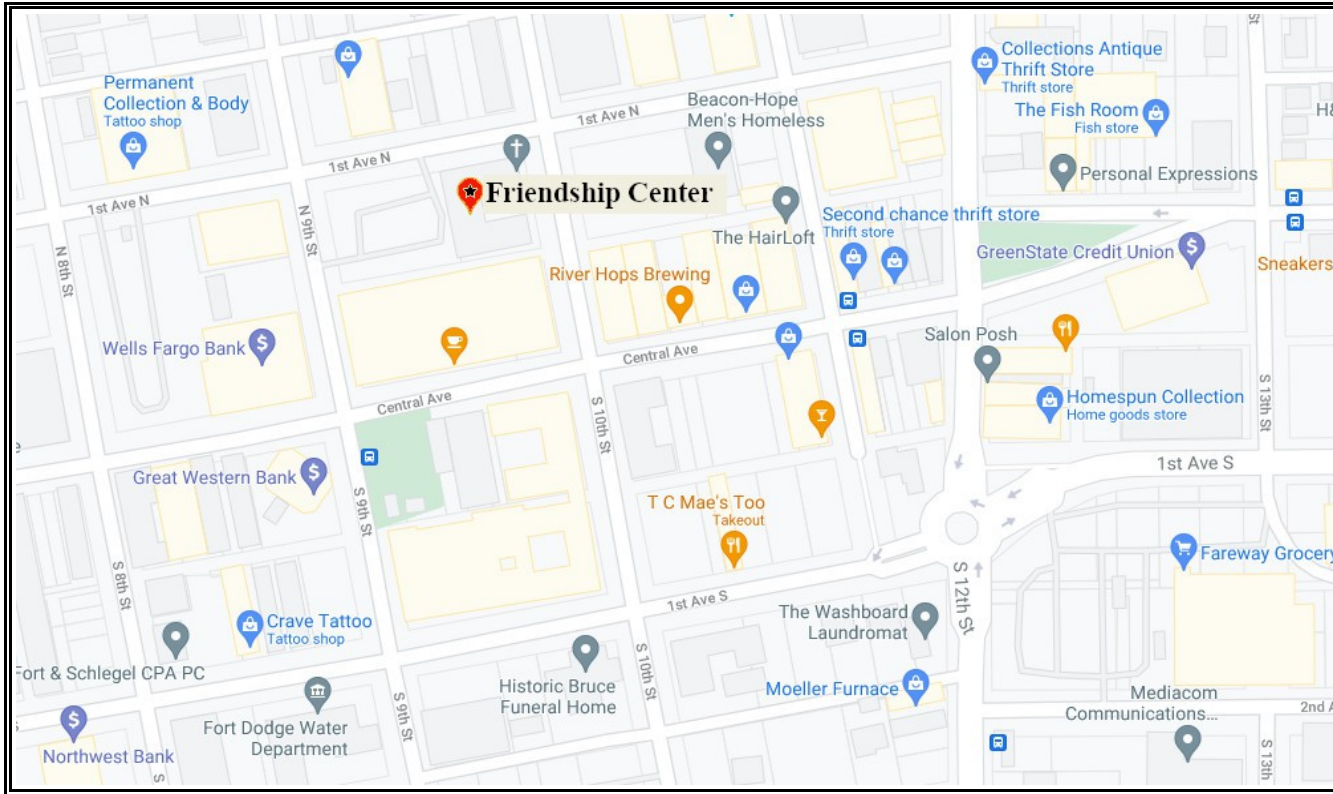 St
Collections Antique
Thrift Store
Thrift store
Permanent
Collection & Body
Tattoo shop
Beacon-Hope
Men's Homeless
The Fish Room
Fish store
1st Ave N
1st Ave N
1st Ave N
Personal Expressions
Friendship Center
N 9th St
N 8th St
The HairLoft
Second chance thrift store
Thrift store
GreenState Credit Union
Sneakers
River Hops Brewing
Wells Fargo Bank
Central Ave
Salon Posh
Central Ave
S 10th St
Homespun Collection
Home goods store
S 13th St
Great Western Bank
1st Ave S
S 9th St
T C Mae's Too
Takeout
Fareway Grocery
S 8th St
S 12th St
1st Ave S
Crave Tattoo
Tattoo shop
The Washboard
Laundromat
Fort & Schlegel CPA PC
S 10th St
Historic Bruce
Funeral Home
Moeller Furnace
Mediacom
Communications...
2nd A
S 9th St
Fort Dodge Water
Department
Northwest Bank
S 13th
S